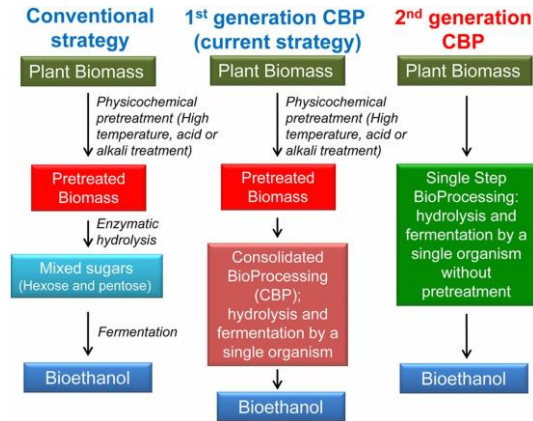 Conventional
strategy
Plant Biomass
Physicochemical
pretreatment (High
temperature, acid or
alkali treatment)
Pretreated
Biomass
Enzymatic
hydrolysis
Mixed sugars
(Hexose and pentose)
Fermentation
Bioethanol
1st generation CBP
(current strategy)
Plant Biomass
Physicochemical
pretreatment (High
temperature, acid or
alkali treatment)
Pretreated
Biomass
Consolidated
BioProcessing
(CBP);
hydrolysis and
fermentation by a
single organism
Bioethanol
2nd generation
CBP
Plant Biomass
Single Step
BioProcessing:
hydrolysis and
fermentation by a
single organism
without
pretreatment
Bioethanol